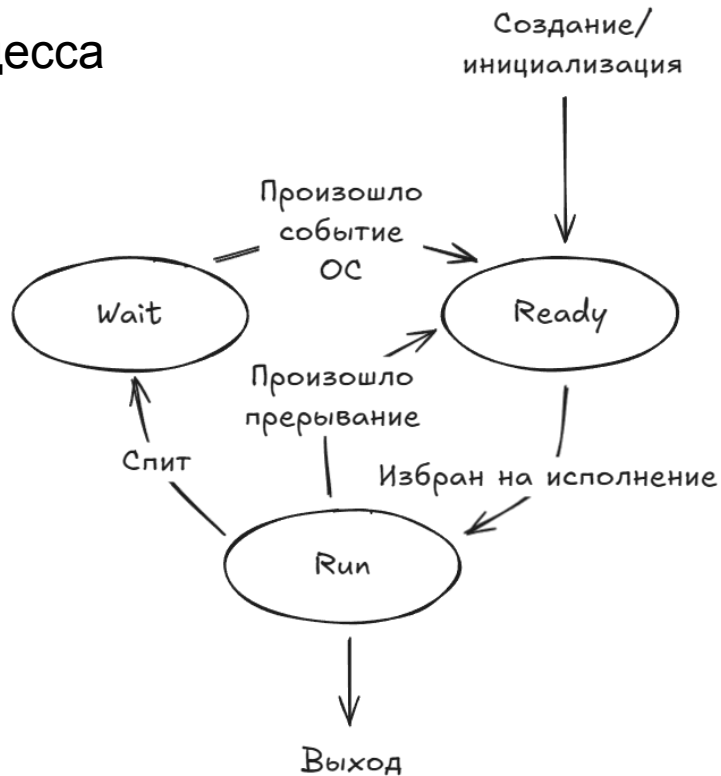 цесса
Создание/
инициализация
Произошло
событие
ОС
Wait
Ready
Произошло
прерывание
Спит
Избран на исполнение
Run
Выход